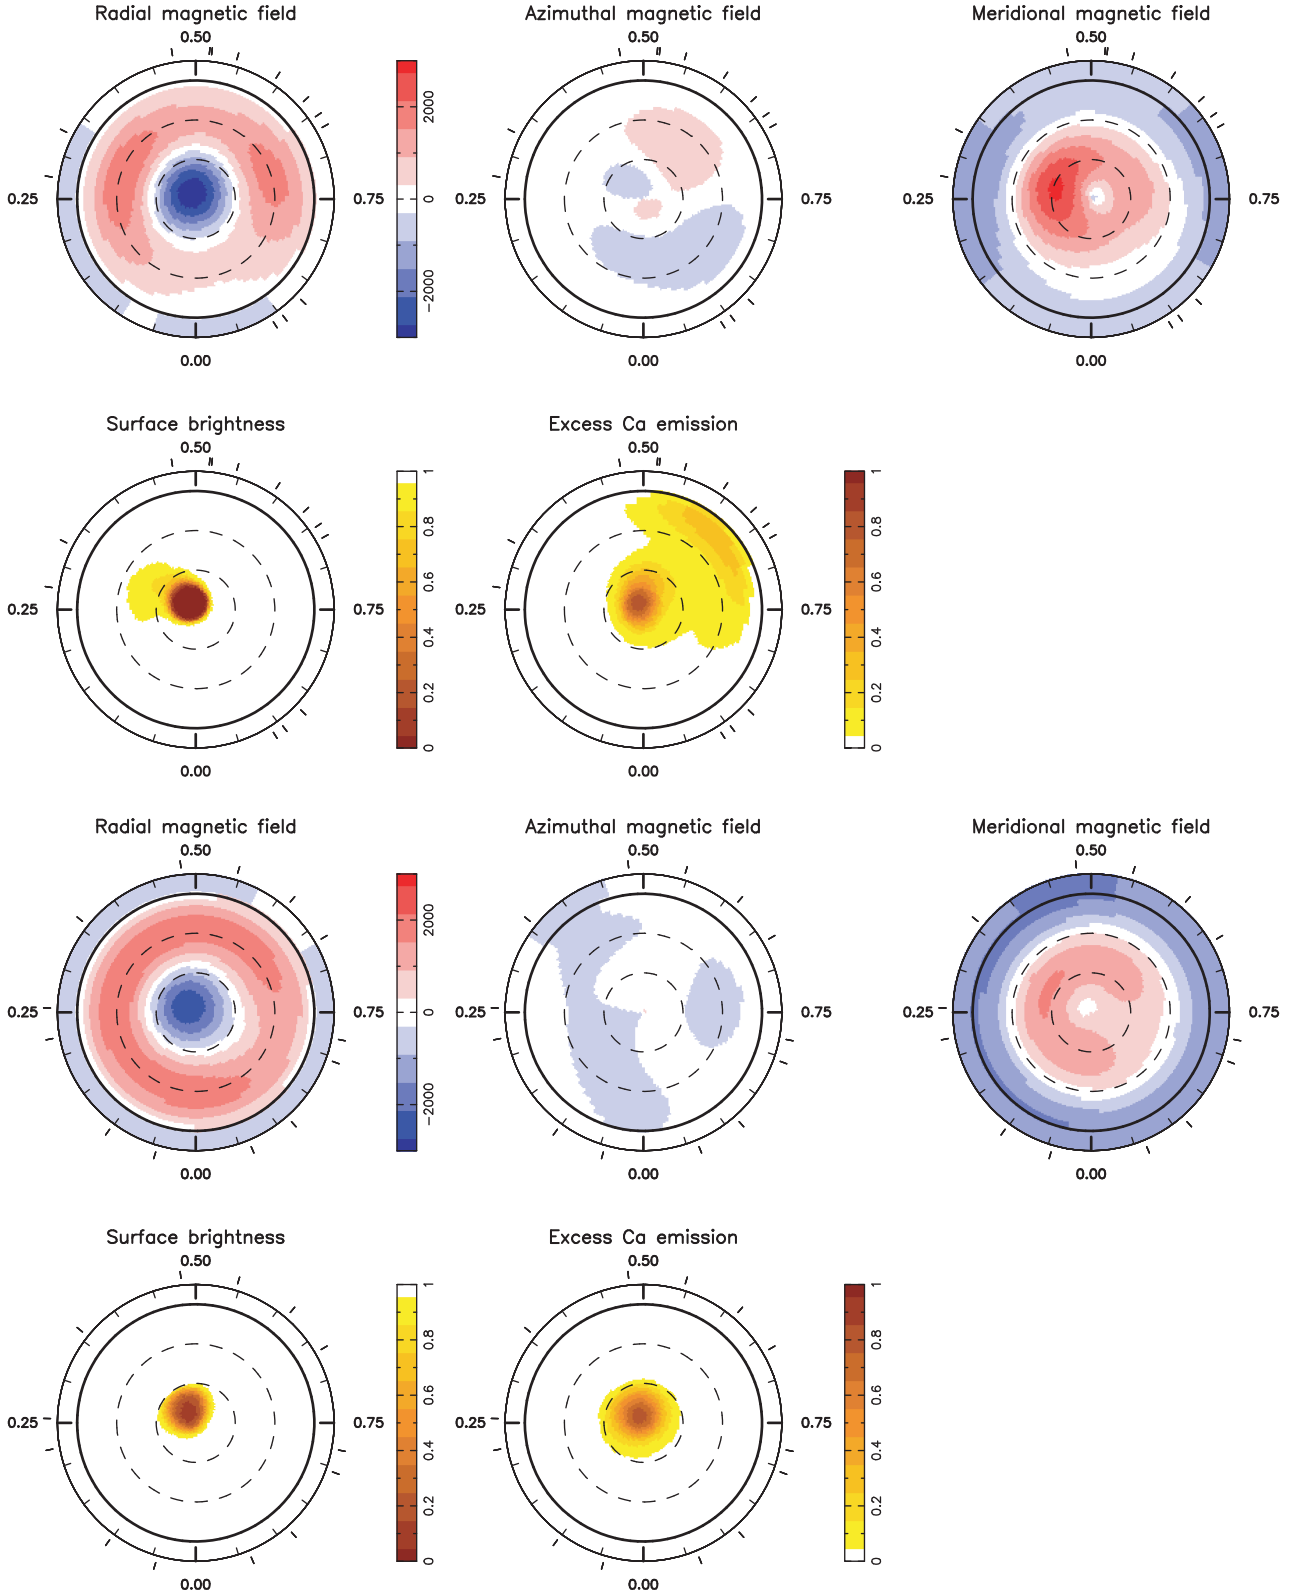 Radial magnetic field Azimuthal magnetic field Meridional magnetic field
0.50 0.50 0.50
2000
0.25 0 0.75 0.25 0.75 0.25 0.75
−2000
0.00 0.00 0.00
Surface brightness Excess Ca emission
0.50 0.50
1 1
0.8 0.8
0.6 0.6
0.25 0.75 0.25 0.75
0.4 0.4
0.2 0.2
0 0
0.00 0.00
Radial magnetic field Azimuthal magnetic field Meridional magnetic field
0.50 0.50 0.50
2000
0.25 0 0.75 0.25 0.75 0.25 0.75
−2000
0.00 0.00 0.00
Surface brightness Excess Ca emission
0.50 0.50
1 1
0.8 0.8
0.6 0.6
0.25 0.75 0.25 0.75
0.4 0.4
0.2 0.2
0 0
0.00 0.00